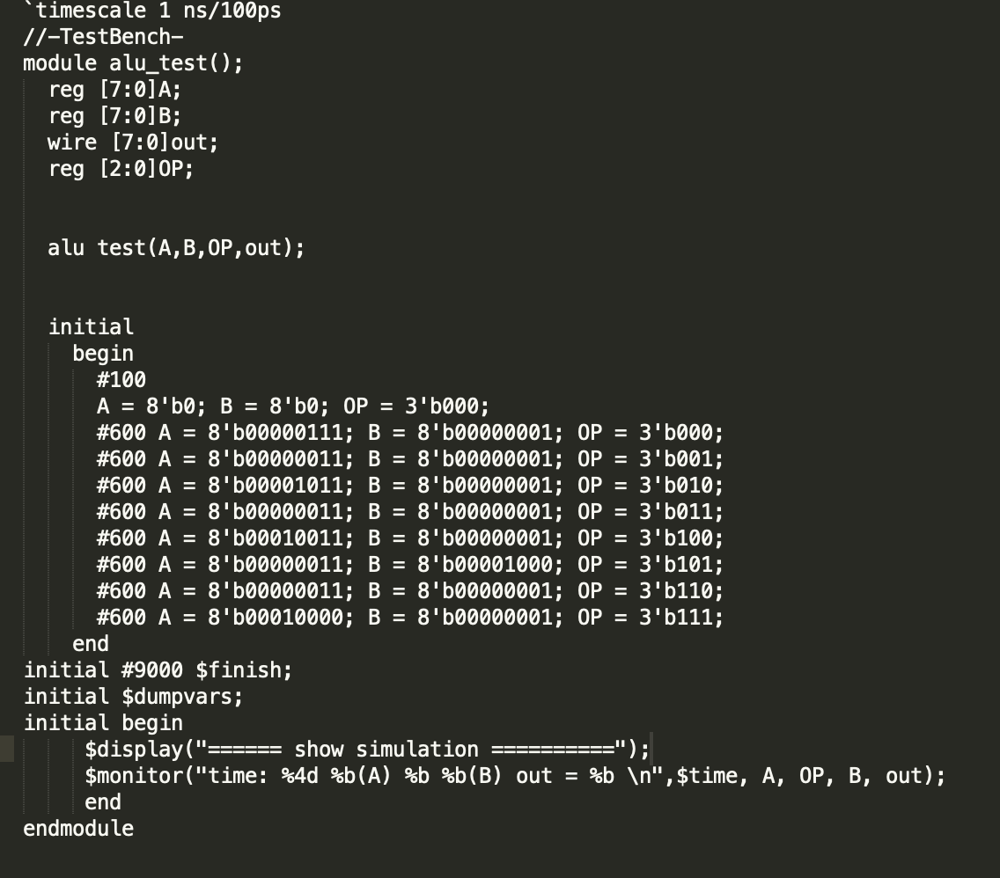 `timescale 1 ns/100ps
//-TestBench-
module alu_test();
reg [7:0]A;
reg [7:0]B;
wire [7:0]out;
reg [2:0]OP;
alu test(A,B,OP,out);
initial
begin
#100
A = 8'b0; B = 8'b0; OP = 3'b000;
#600 A = 8'b00000111; B = 8'b00000001; OP = 3'b000;
#600 A = 8'b00000011; B = 8'b00000001; OP = 3'b001;
#600 A = 8'b00001011; B = 8'b00000001; OP = 3'b010;
#600 A = 8'b00000011; B = 8'b00000001; OP = 3'b011;
#600 A = 8'b00010011; B = 8'b00000001; OP = 3'b100;
#600 A = 8'b00000011; B = 8'b00001000; OP = 3'b101;
#600 A = 8'b00000011; B = 8'b00000001; OP = 3'b110;
#600 A = 8'b00010000; B = 8'b00000001; OP = 3'b111;
end
initial #9000 $finish;
initial $dumpvars;
initial begin
$display("====== show simulation ==========");
$monitor("time: %4d %b(A) %b %b(B) out = %b \n",$time, A, OP, B, out);
end
endmodule